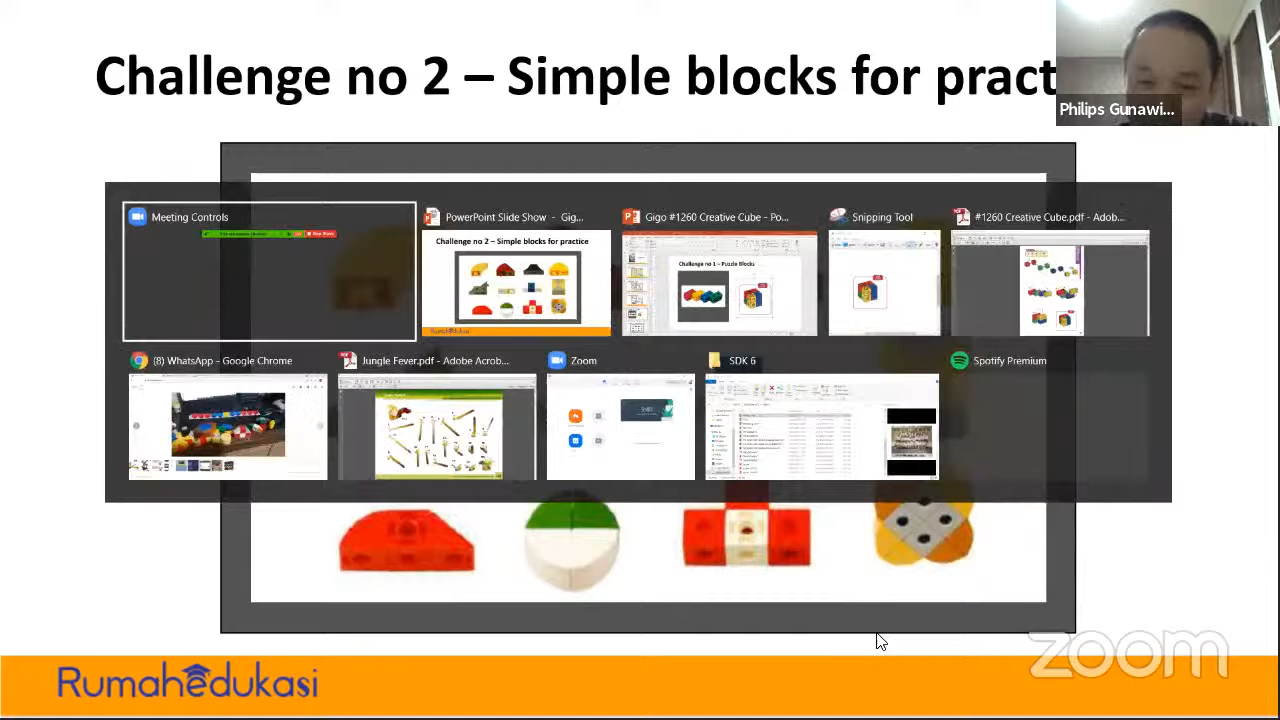 Challenge no 2 – Simple blocks for pract
Philips Gunawi...
Meeting Controls
PowerPoint Slide Show - Gig...
Gigo #1260 Creative Cube - Po...
Snipping Tool
#1260 Creative Cube.pdf - Adob...
Stop Share
Challenge no 2 – Simple blocks for practice
Challenge no 1 – Puzzle Blocks
(8) WhatsApp - Google Chrome
Jungle Fever.pdf - Adobe Acrob...
Zoom
SDK 6
Spotify Premium
zoom
RumahEdukasi